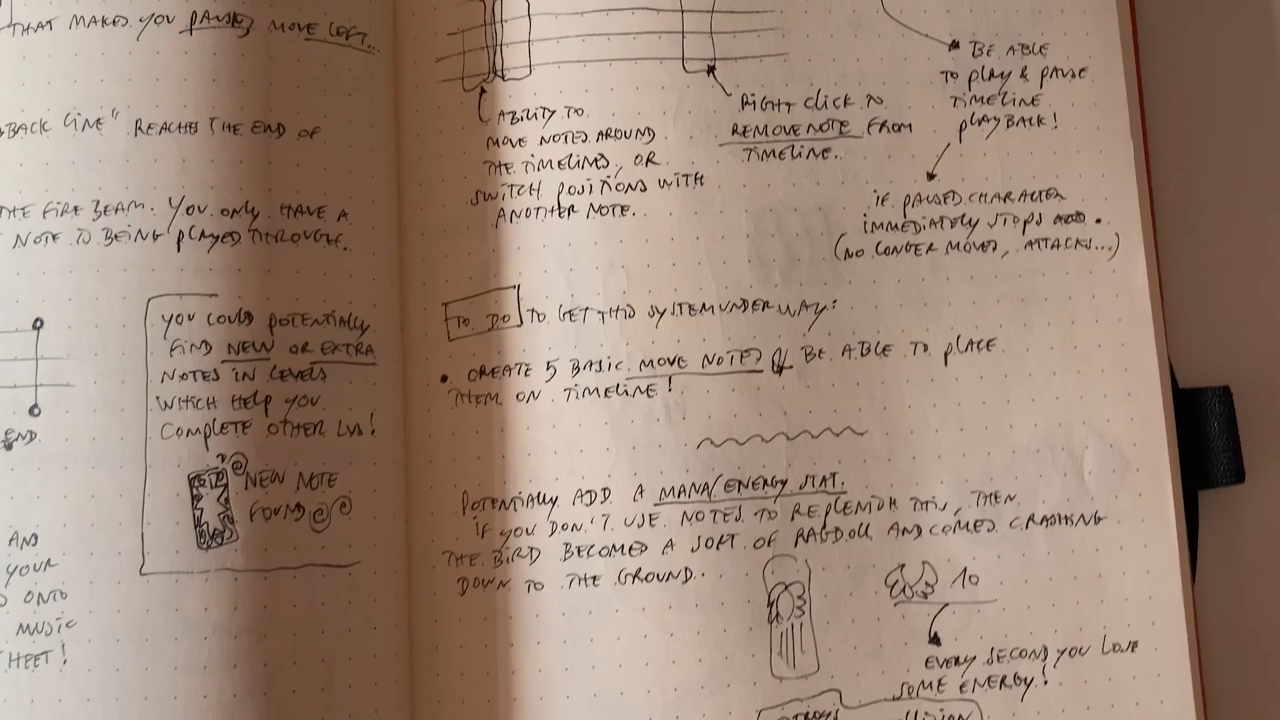 THAT MAKES YOU PAUSE, MOVE LEFT...
BACK LINE" REACHES THE END OF
THE FIRE BEAM. YOU ONLY HAVE A
NOTE TO BEING PLAYED THROUGH.
YOU COULD POTENTIALLY
FIND NEW OR EXTRA
NOTES IN LEVELS
WHICH HELP YOU
COMPLETE OTHER LVS!
NEW NOTE
FOUND
END.
AND
YOUR
ONTO
MUSIC
HEET!
ABILITY TO
MOVE NOTES AROUND
THE TIMELINES, OR
SWITCH POSITIONS WITH
ANOTHER NOTE.
RIGHT CLICK TO
REMOVE NOTE FROM
TIMELINE.
BE ABLE
TO PLAY & PAUSE
TIMELINE
PLAYBACK!
IF PAUSED CHARACTER
IMMEDIATELY STOPS
(NO LONGER MOVES, ATTACKS...)
TO DO TO GET THIS SYSTEM UNDER WAY:
• CREATE 5 BASIC MOVE NOTES & BE ABLE TO PLACE
THEM ON TIMELINE!
POTENTIALLY ADD A MANA/ENERGY STAT.
IF YOU DON'T USE NOTES TO REPLENISH THIS, THEN
THE BIRD BECOMES A SORT OF RAGDOLL AND COMES CRASHING
DOWN TO THE GROUND..
10
EVERY SECOND YOU LOSE
SOME ENERGY!